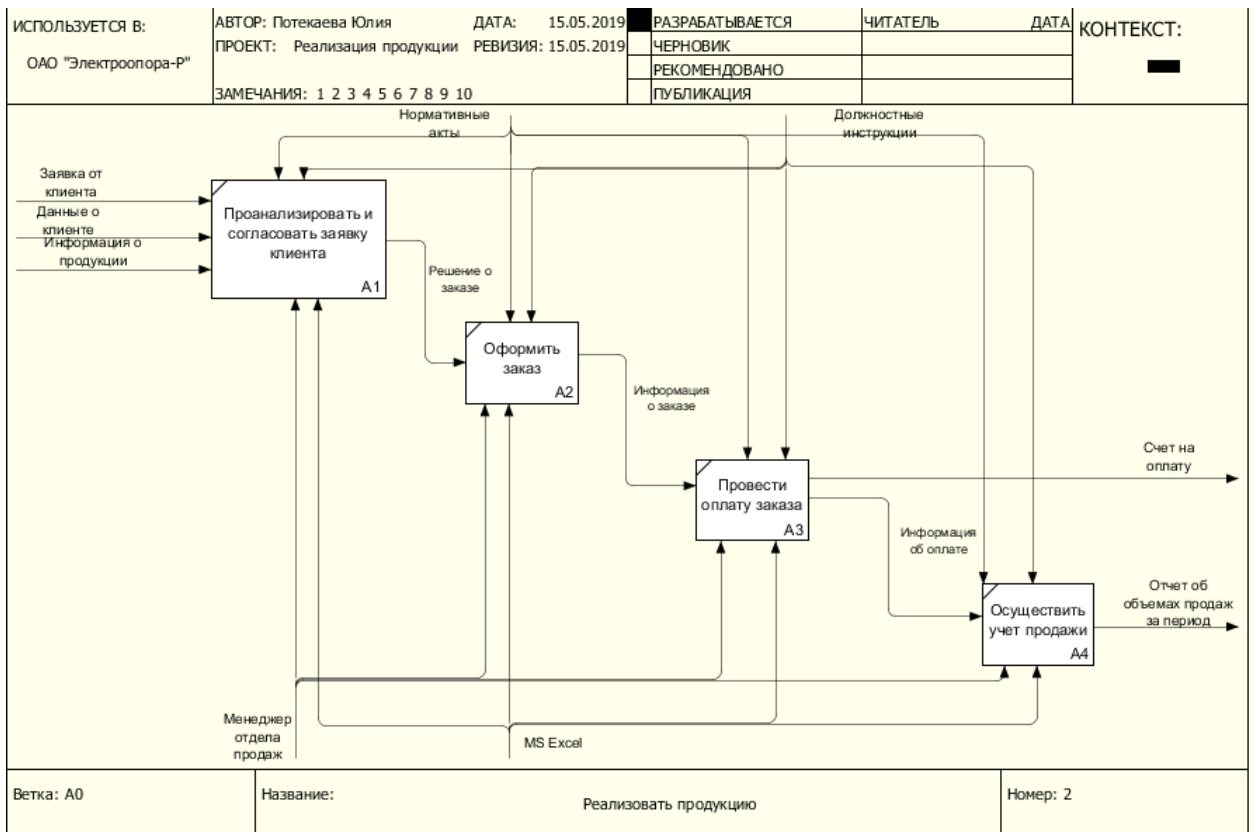 ИСПОЛЬЗУЕТСЯ В:
ОАО "Электроопора-Р"
АВТОР: Потекаева Юлия
ДАТА: 15.05.2019
ПРОЕКТ: Реализация продукции
РЕВИЗИЯ: 15.05.2019
ЗАМЕЧАНИЯ: 1 2 3 4 5 6 7 8 9 10
РАЗРАБАТЫВАЕТСЯ
ЧЕРНОВИК
РЕКОМЕНДОВАНО
ПУБЛИКАЦИЯ
ЧИТАТЕЛЬ
ДАТА
КОНТЕКСТ:
Нормативные
акты
Должностные
инструкции
Заявка от
клиента
Данные о
клиенте
Информация о
продукции
Проанализировать и
согласовать заявку
клиента
A1
Решение о
заказе
Оформить
заказ
A2
Информация
о заказе
Провести
оплату заказа
A3
Счет на
оплату
Информация
об оплате
Осуществить
учет продажи
A4
Отчет об
объемах продаж
за период
Менеджер
отдела
продаж
MS Excel
Ветка: A0
Название:
Реализовать продукцию
Номер: 2